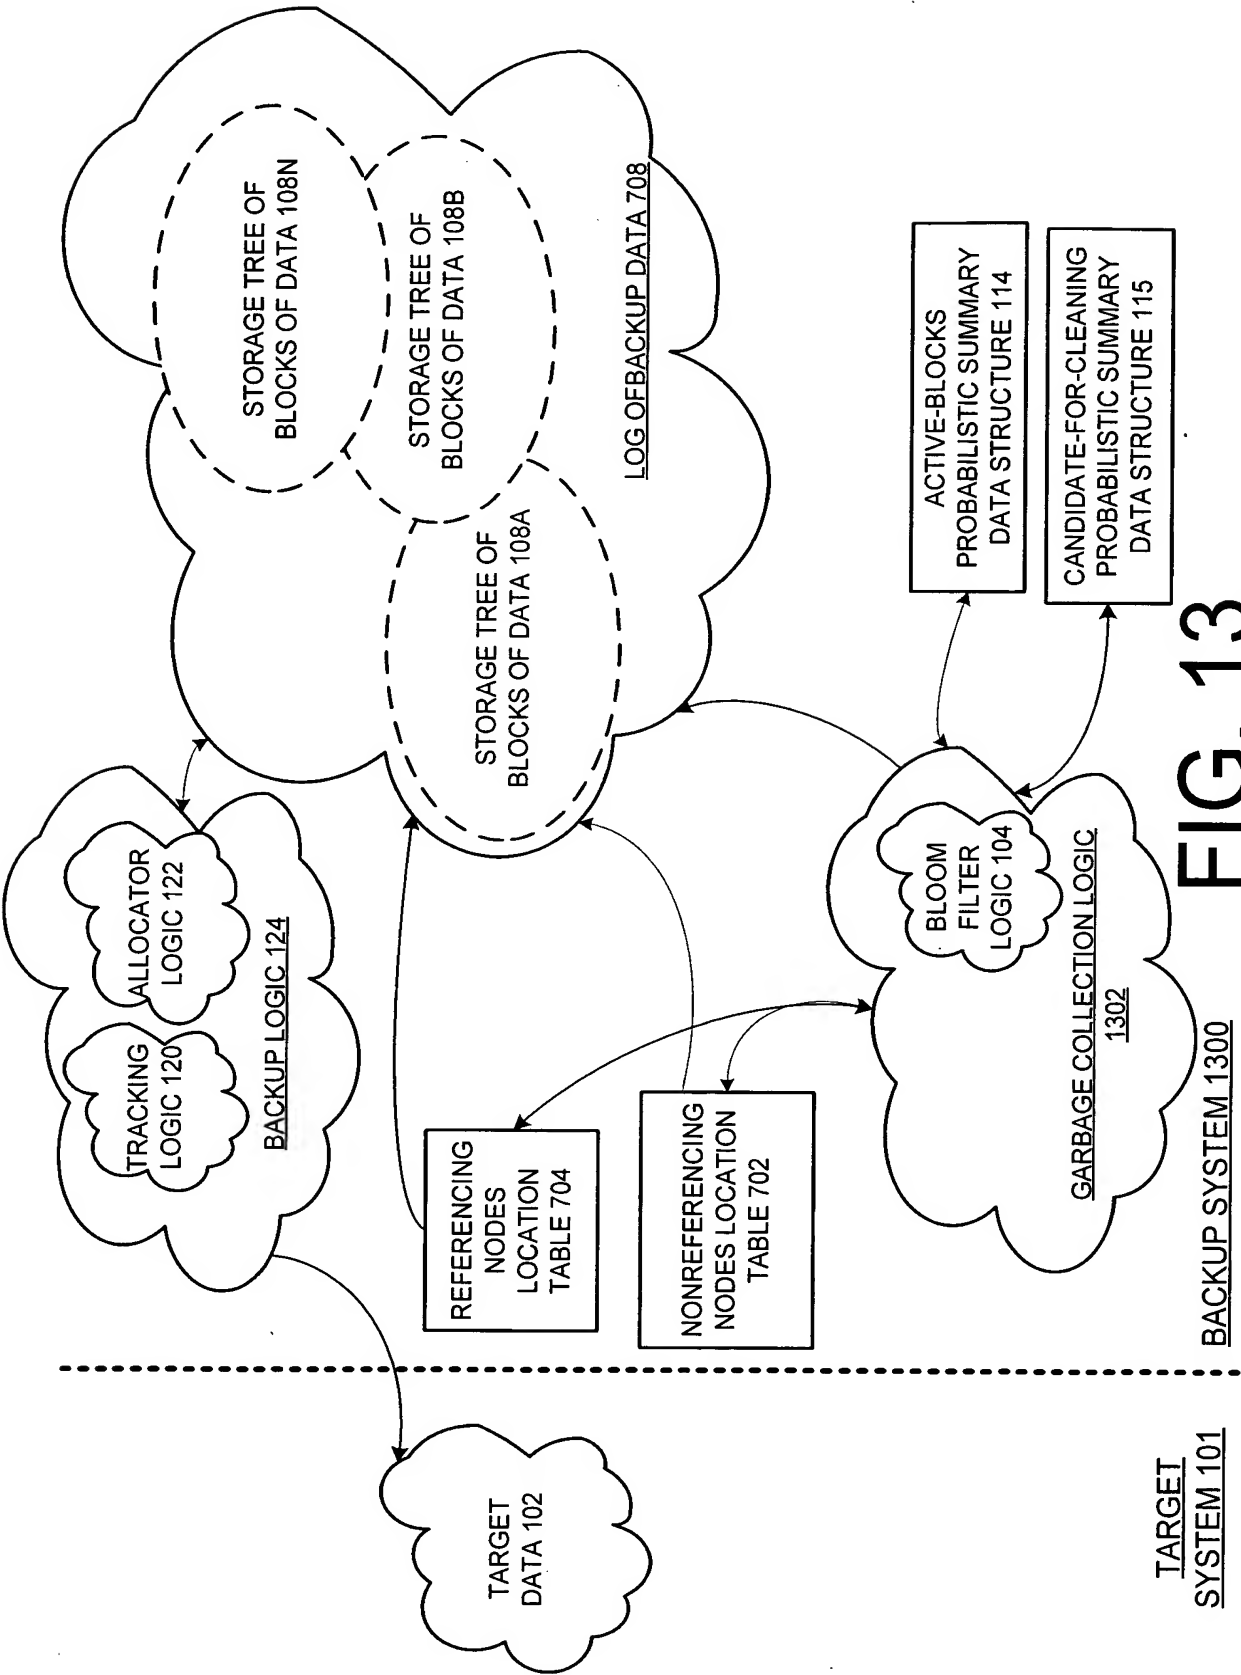 TARGET
DATA 102
TARGET
SYSTEM 101
TRACKING
LOGIC 120
ALLOCATOR
LOGIC 122
BACKUP LOGIC 124
REFERENCING
NODES
LOCATION
TABLE 704
NONREFERENCING
NODES LOCATION
TABLE 702
STORAGE TREE OF
BLOCKS OF DATA 108A
STORAGE TREE OF
BLOCKS OF DATA 108B
STORAGE TREE OF
BLOCKS OF DATA 108N
LOG OFBACKUP DATA 708
BLOOM
FILTER
LOGIC 104
GARBAGE COLLECTION LOGIC
1302
ACTIVE-BLOCKS
PROBABILISTIC SUMMARY
DATA STRUCTURE 114
CANDIDATE-FOR-CLEANING
PROBABILISTIC SUMMARY
DATA STRUCTURE 115
BACKUP SYSTEM 1300
FIG. 13